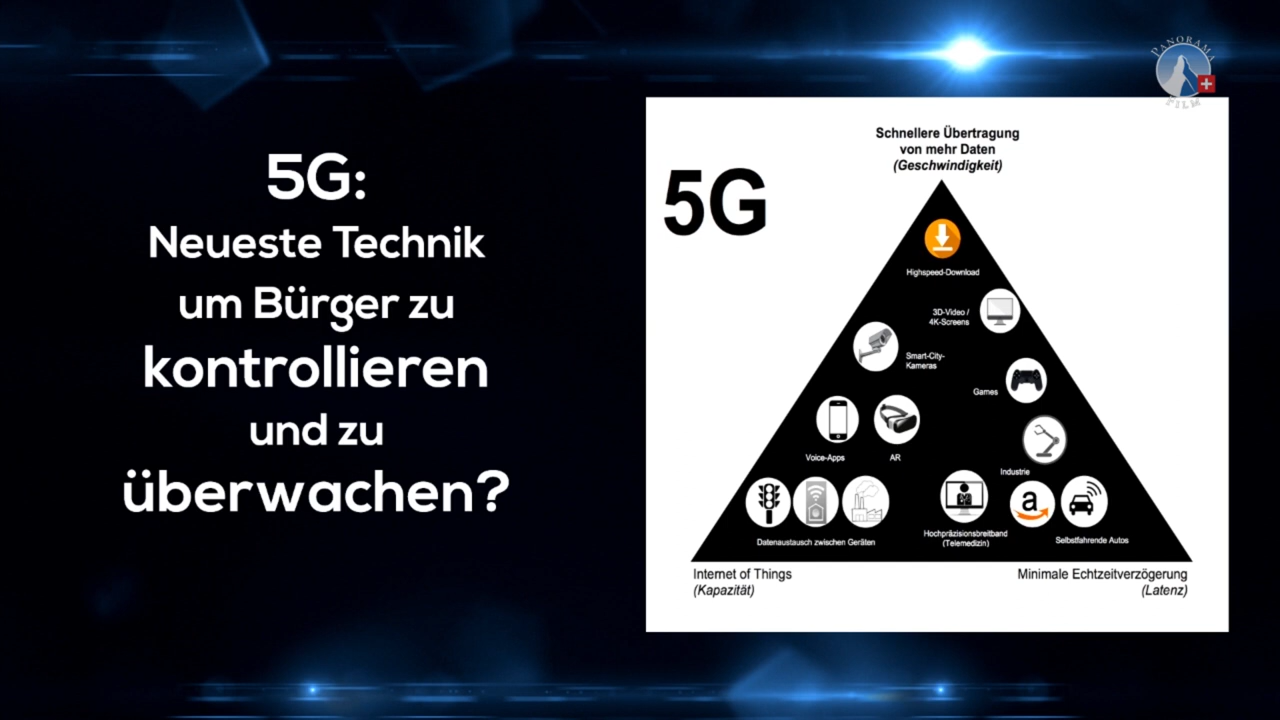 5G:
Neueste Technik
um Bürger zu
kontrollieren
und zu
überwachen?
PANORAMA
FILM
5G
Schnellere Übertragung
von mehr Daten
(Geschwindigkeit)
Highspeed-Download
3D-Video /
4K-Screens
Smart-City-
Kameras
Games
Voice-Apps
AR
Industrie
a
Datenaustausch zwischen Geräten
Hochpräzisionsbreitband
(Telemedizin)
Selbstfahrende Autos
Internet of Things
(Kapazität)
Minimale Echtzeitverzögerung
(Latenz)